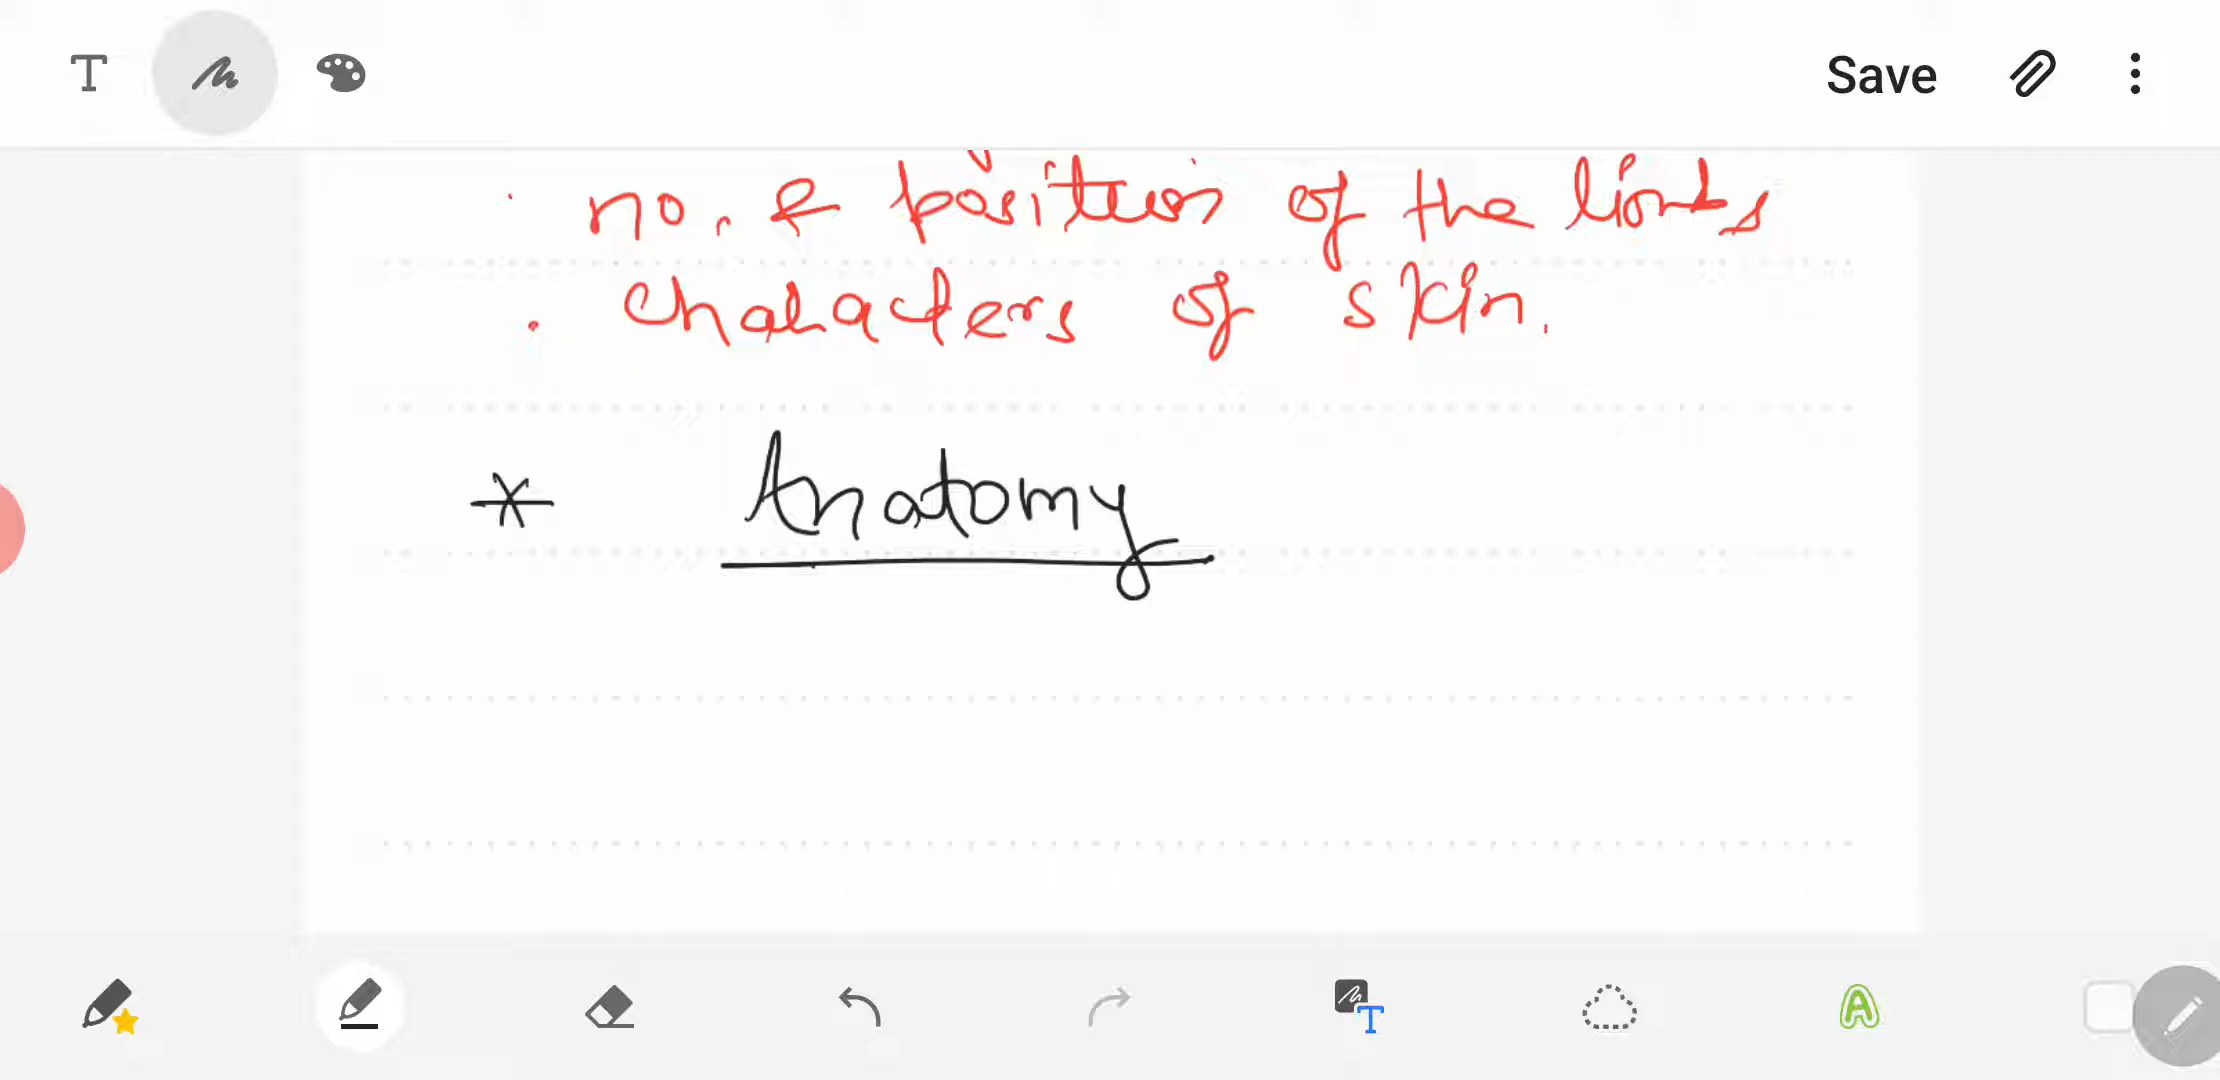 Save
. no. & position of the limbs
. characters of skin.
* Anatomy